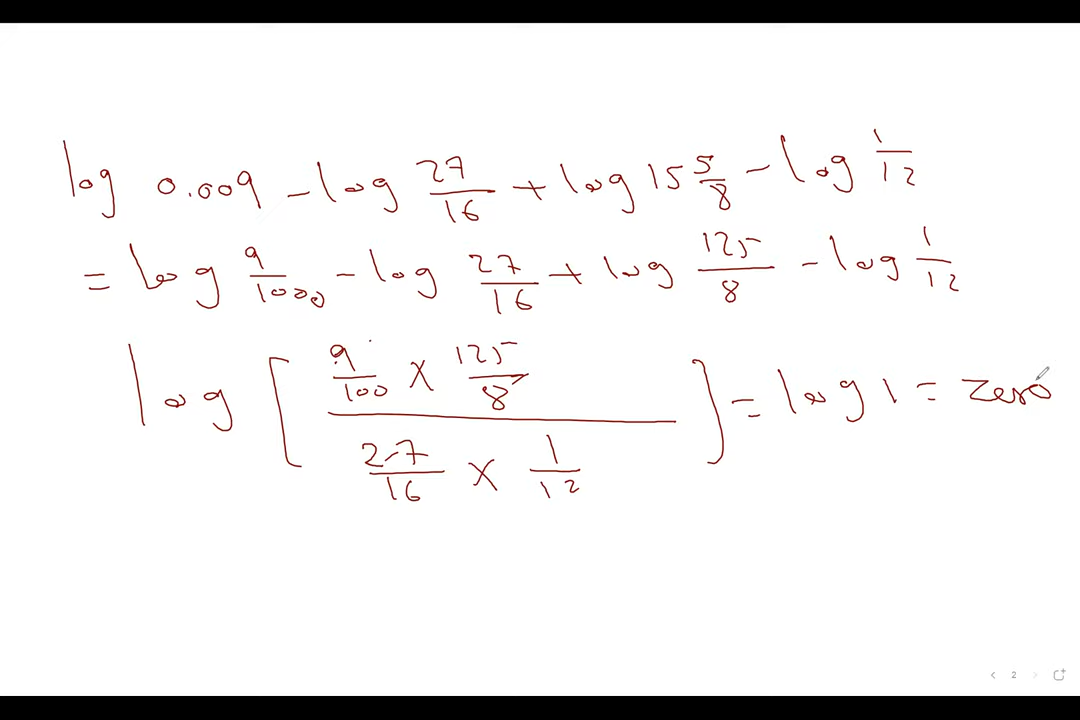 log 0.009 - log 27/16 + log 15 5/8 - log 1/12
= log 9/1000 - log 27/16 + log 125/8 - log 1/12
log [ (9/100 × 125/8) / (27/16 × 1/12) ] = log 1 = zero
2